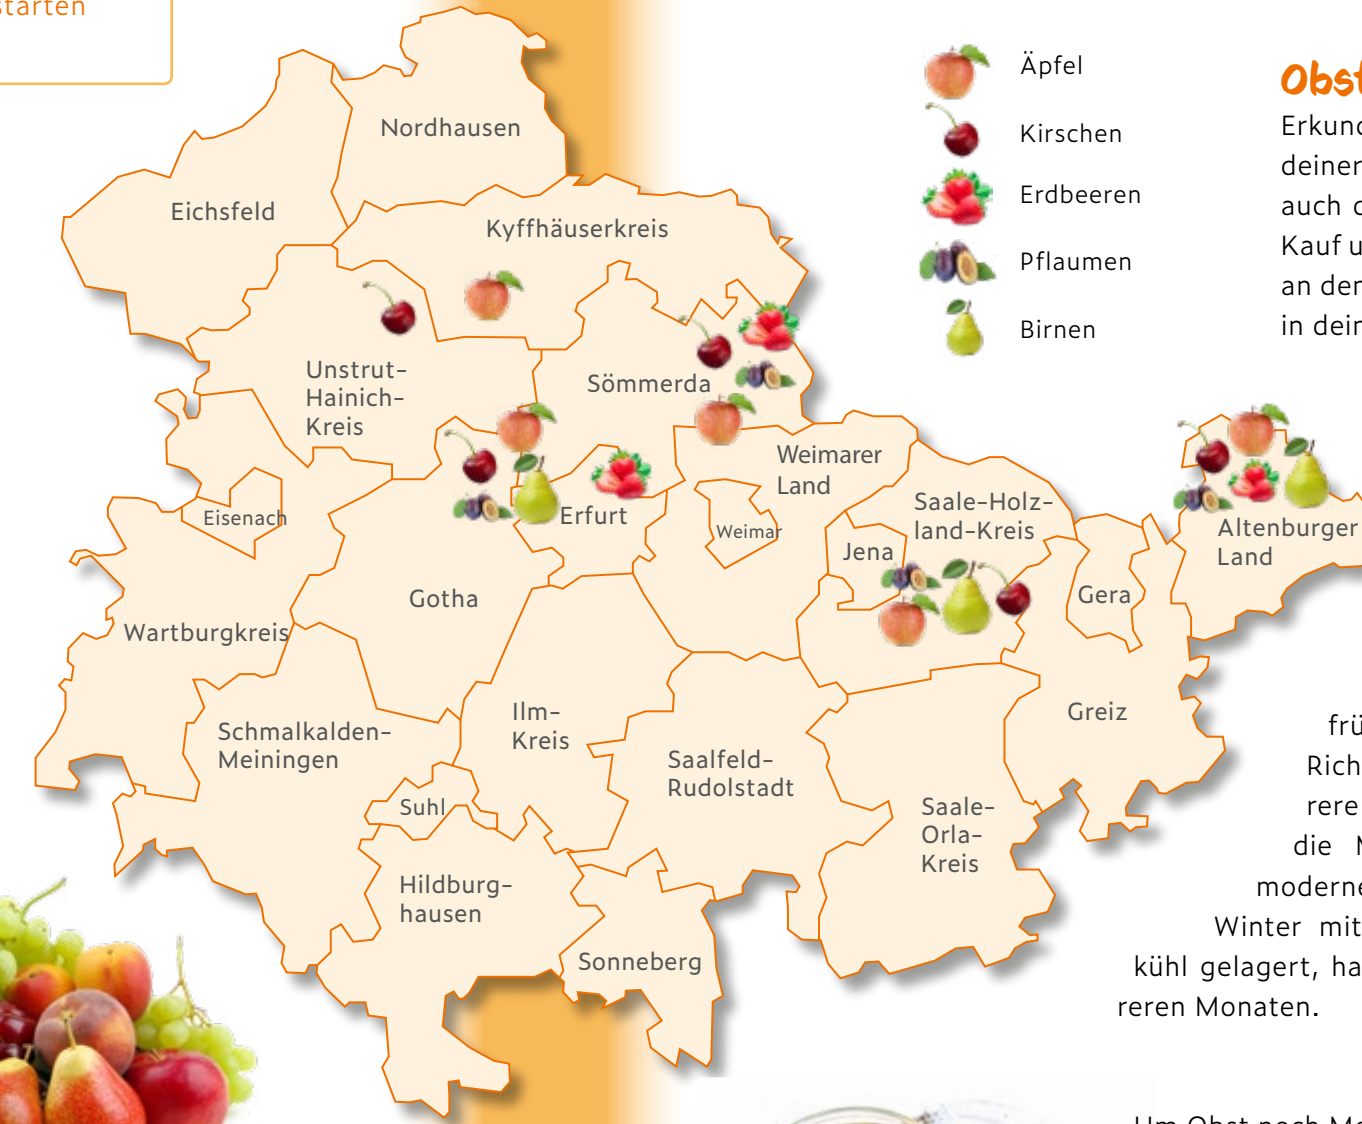 starten
Äpfel
Kirschen
Erdbeeren
Pflaumen
Birnen
Nordhausen
Eichsfeld
Kyffhäuserkreis
Unstrut-
Hainich-
Kreis
Sömmerda
Weimarer
Land
Saale-Holz-
land-Kreis
Eisenach
Erfurt
Weimar
Jena
Altenburger
Land
Gotha
Gera
Wartburgkreis
Ilm-
Kreis
Greiz
Schmalkalden-
Meiningen
Saalfeld-
Rudolstadt
Suhl
Saale-
Orla-
Kreis
Hildburg-
hausen
Sonneberg
Obst
Erkund
deiner
auch
Kauf
an der
in dein
frü
Rich
rere
die
moderne
Winter mit
kühl gelagert, ha
reren Monaten.
Um Obst noch